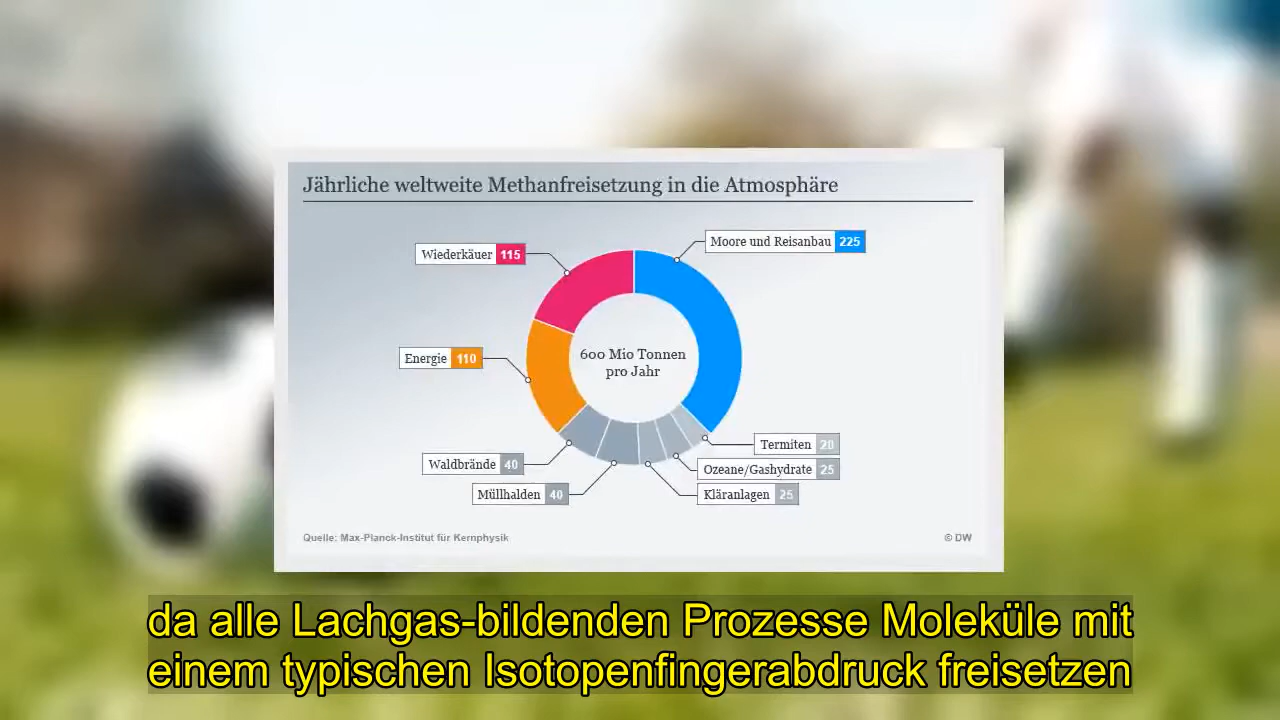 Jährliche weltweite Methanfreisetzung in die Atmosphäre
Moore und Reisanbau 225
Wiederkäuer 115
Energie 110
600 Mio Tonnen
pro Jahr
Termiten 20
Waldbrände 40
Ozeane/Gashydrate 25
Müllhalden 40
Kläranlagen 25
Quelle: Max-Planck-Institut für Kernphysik
© DW
da alle Lachgas-bildenden Prozesse Moleküle mit
einem typischen Isotopenfingerabdruck freisetzen